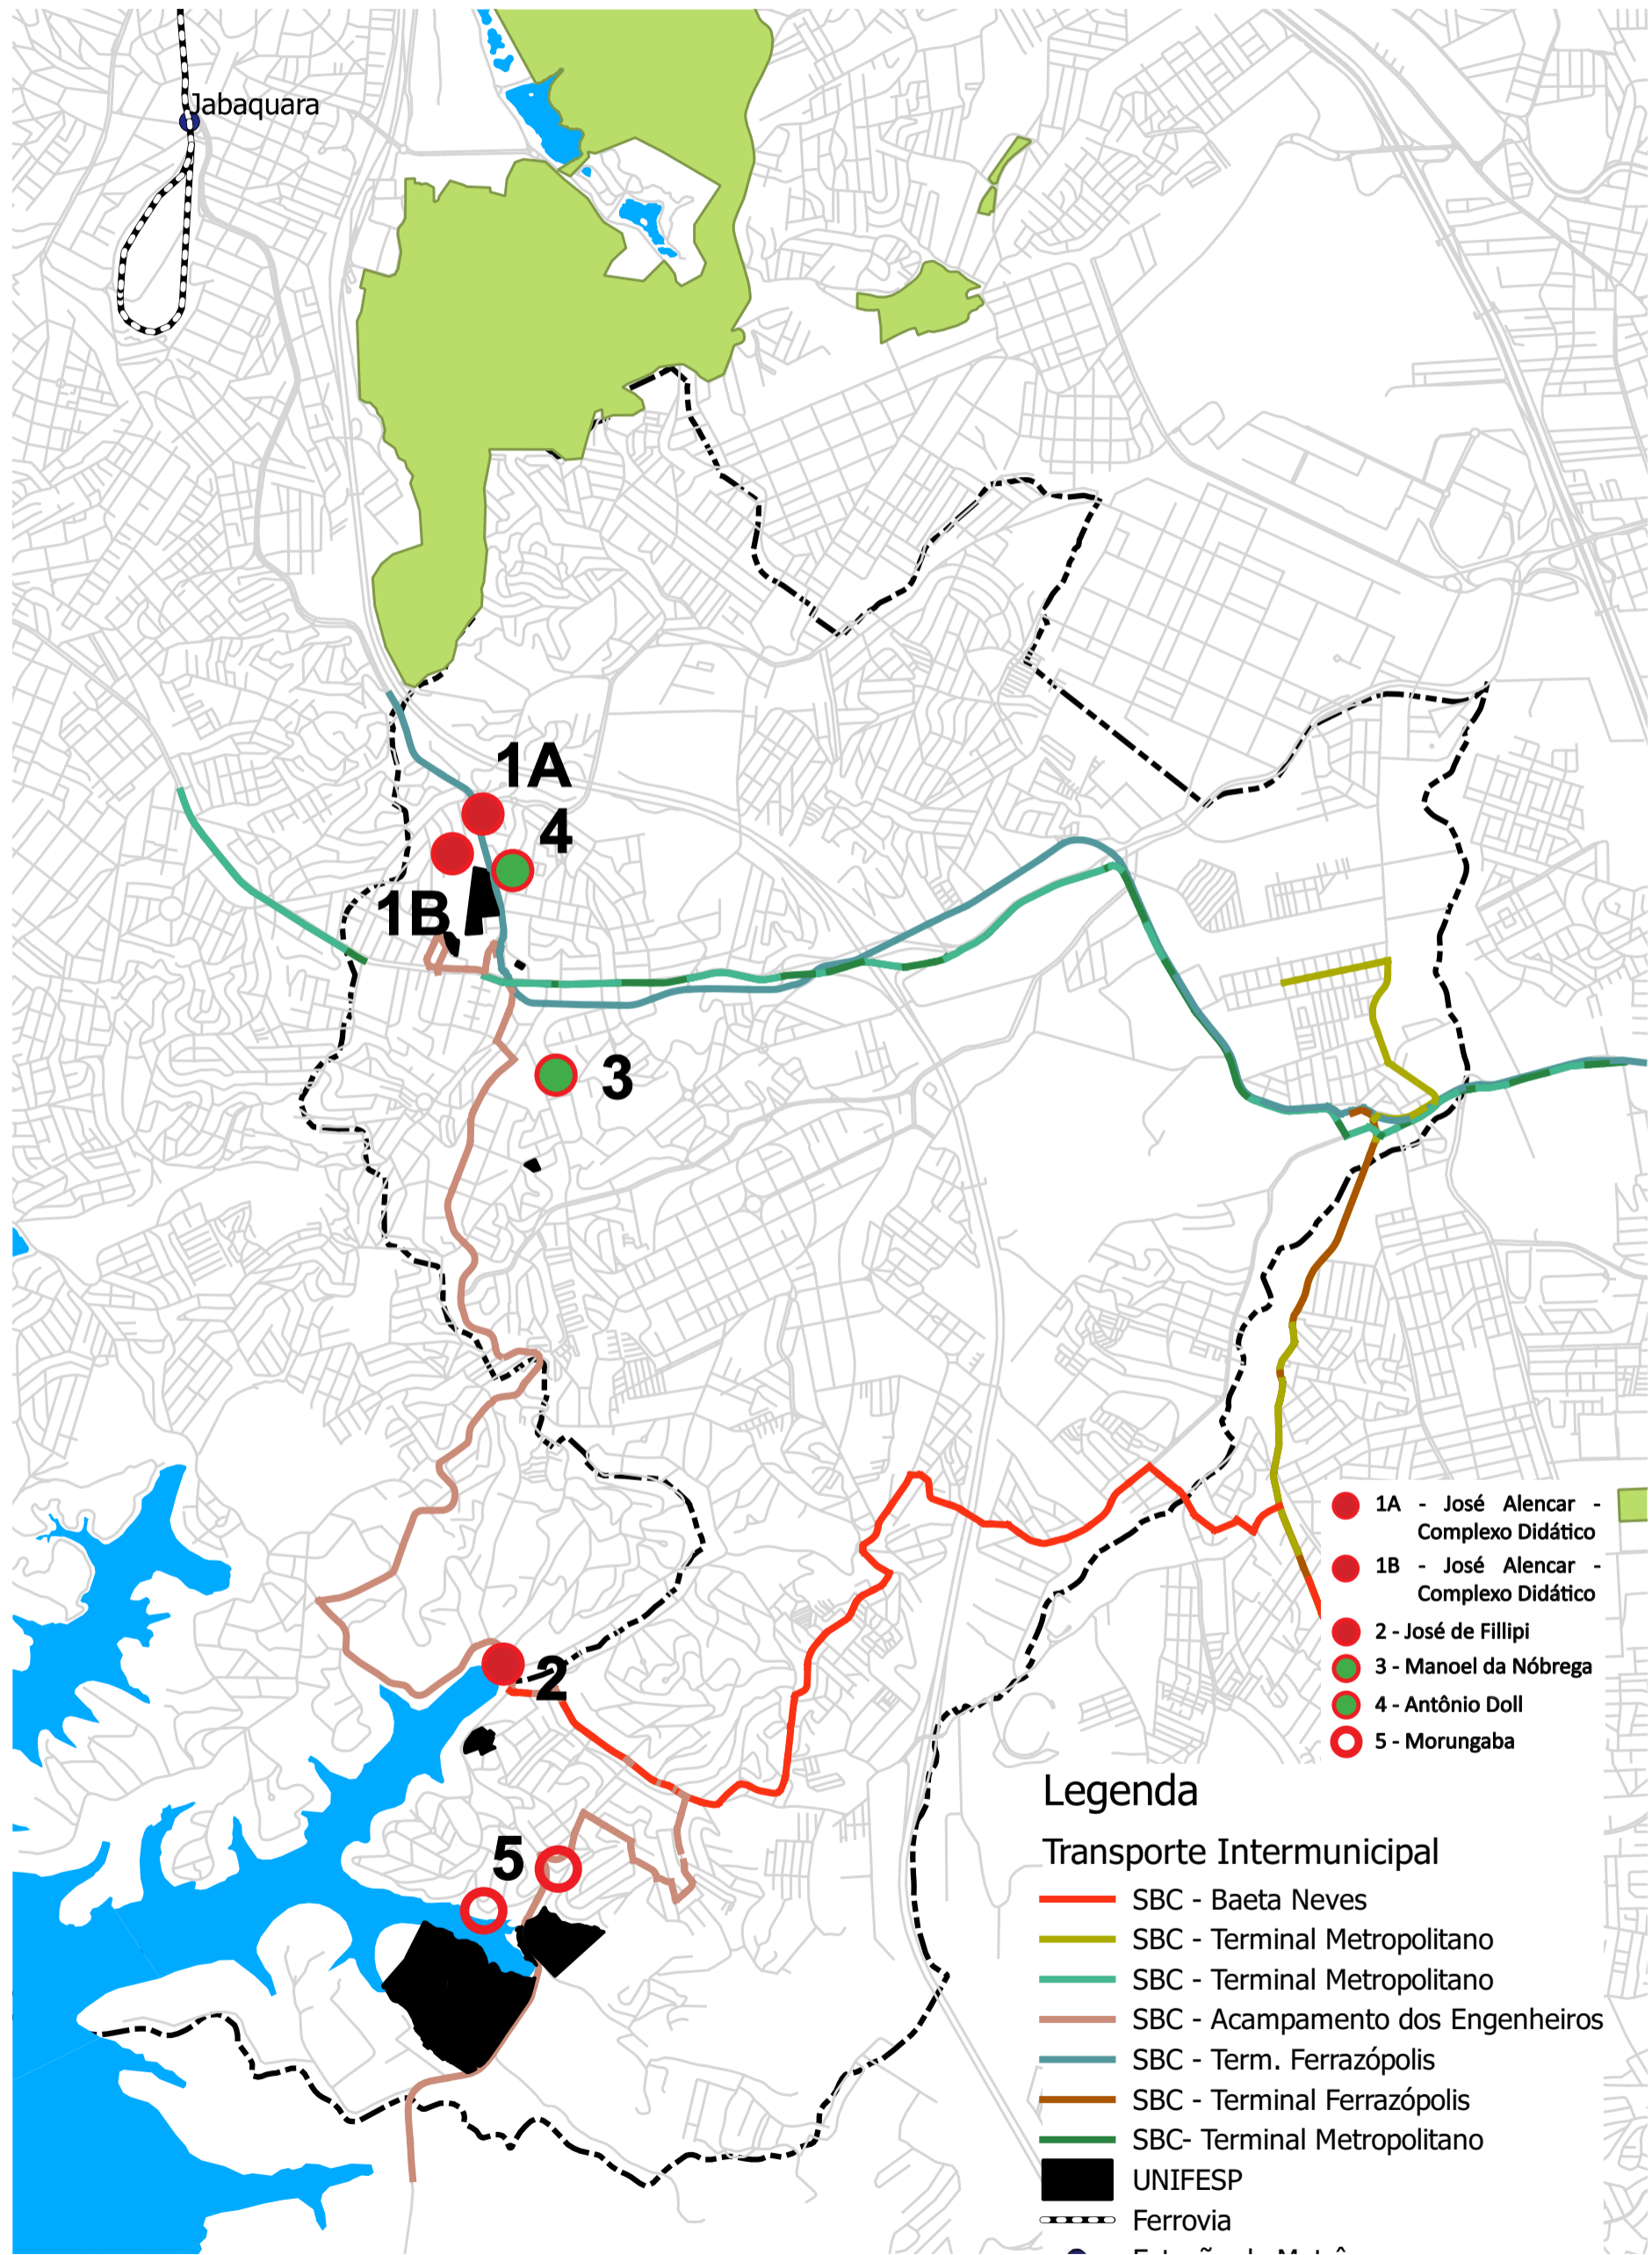 Jabaquara
1A
4
1B
3
2
5
1A - José Alencar -
Complexo Didático
1B - José Alencar -
Complexo Didático
2 - José de Fillipi
3 - Manoel da Nóbrega
4 - Antônio Doll
5 - Morungaba
Legenda
Transporte Intermunicipal
SBC - Baeta Neves
SBC - Terminal Metropolitano
SBC - Terminal Metropolitano
SBC - Acampamento dos Engenheiros
SBC - Term. Ferrazópolis
SBC - Terminal Ferrazópolis
SBC- Terminal Metropolitano
UNIFESP
Ferrovia